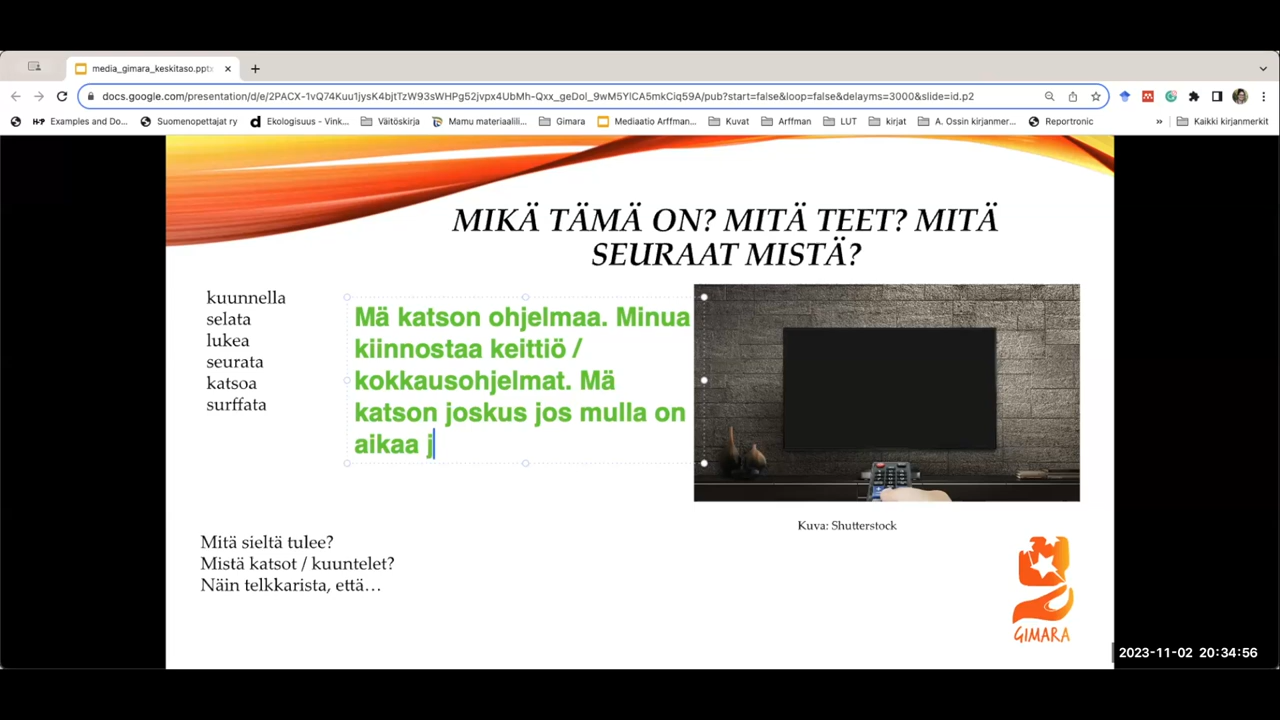 media_gimara_keskitaso.pptx
docs.google.com/presentation/d/e/2PACX-1vQ74Kuu1jysK4bjtTzW93sWHPg52jvpx4UbMh-Qxx_geDol_9wM5YlCA5mkCiq59A/pub?start=false&loop=false&delayms=3000&slide=id.p2
Examples and Do... Suomenopettajat ry Ekologisuus - Vink... Väitöskirja Mamu materiaalili... Gimara Mediaatio Arffman... Kuvat Arffman LUT kirjat A. Ossin kirjanmer... Reportronic » Kaikki kirjanmerkit
MIKÄ TÄMÄ ON? MITÄ TEET? MITÄ
SEURAAT MISTÄ?
kuunnella
selata
lukea
seurata
katsoa
surffata
Mä katson ohjelmaa. Minua
kiinnostaa keittiö /
kokkausohjelmat. Mä
katson joskus jos mulla on
aikaa j
Kuva: Shutterstock
Mitä sieltä tulee?
Mistä katsot / kuuntelet?
Näin telkkarista, että…
GIMARA
2023-11-02 20:34:56